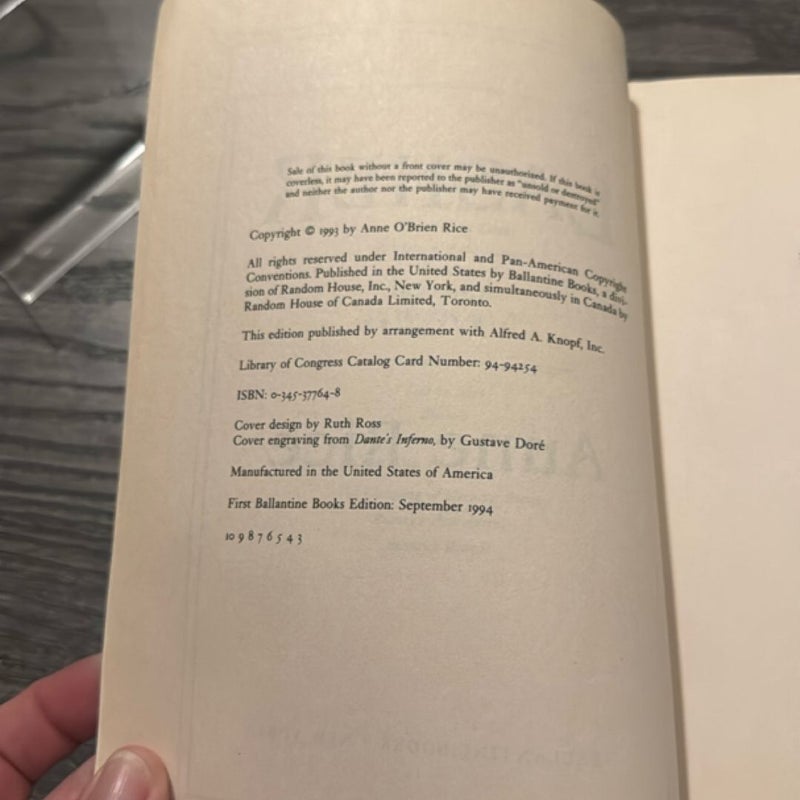 Sale of this book without a front cover may be unauthorized. If this book is
coverless, it may have been reported to the publisher as "unsold or destroyed"
and neither the author nor the publisher may have received payment for it.
Copyright © 1993 by Anne O'Brien Rice
All rights reserved under International and Pan-American Copyright
Conventions. Published in the United States by Ballantine Books, a divi-
sion of Random House, Inc., New York, and simultaneously in Canada by
Random House of Canada Limited, Toronto.
This edition published by arrangement with Alfred A. Knopf, Inc.
Library of Congress Catalog Card Number: 94-94254
ISBN: 0-345-37764-8
Cover design by Ruth Ross
Cover engraving from Dante's Inferno, by Gustave Doré
Manufactured in the United States of America
First Ballantine Books Edition: September 1994
10 9 8 7 6 5 4 3